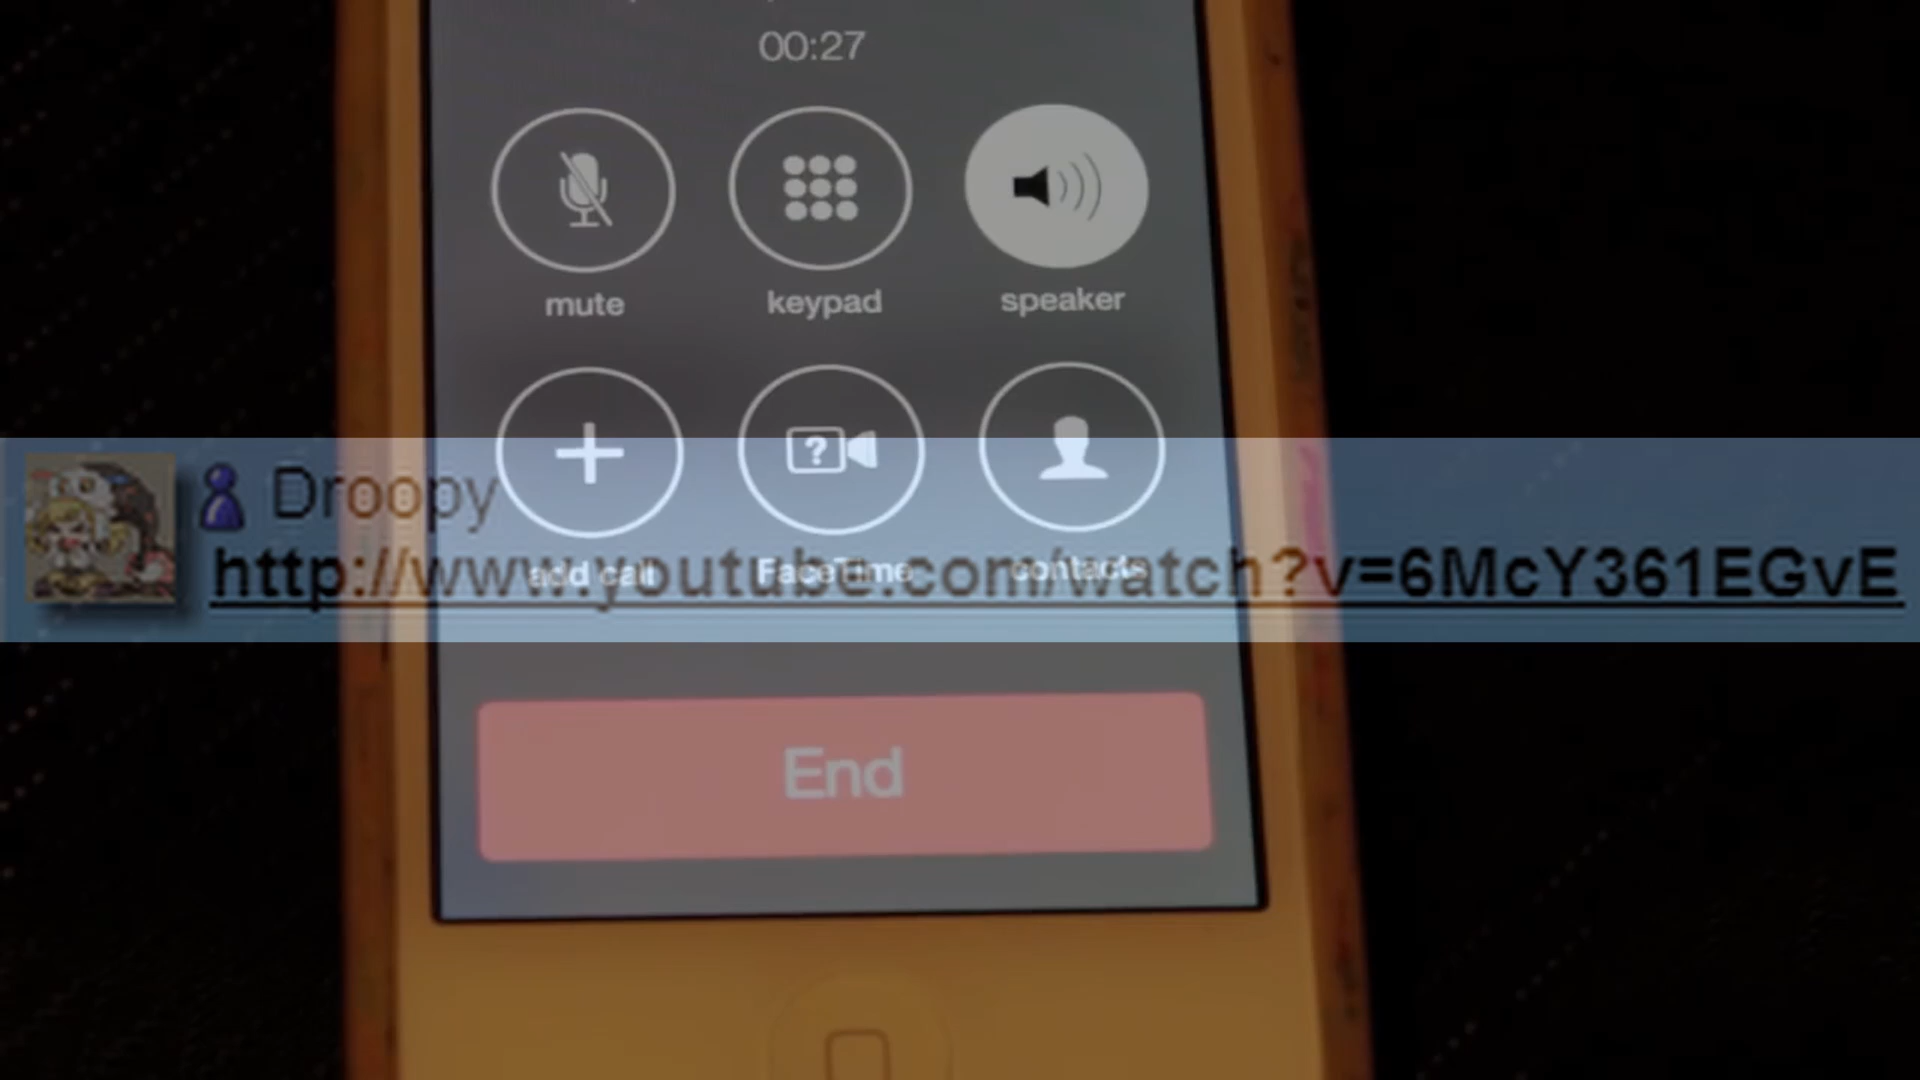 00:27
mute keypad speaker
Droopy
add call FaceTime contacts
http://www.youtube.com/watch?v=6McY361EGvE
End